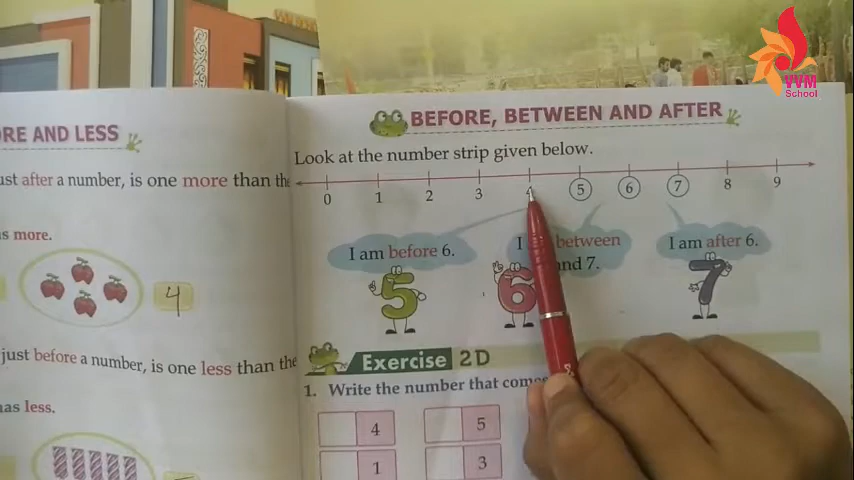 VVM
School
ORE AND LESS
ust after a number, is one more than the
s more.
4
just before a number, is one less than the
has less.
BEFORE, BETWEEN AND AFTER
Look at the number strip given below.
0 1 2 3 4 5 6 7 8 9
I am before 6.
I between
and 7.
I am after 6.
5 6 7
Exercise 2D
1. Write the number that comes
4 5
1 3